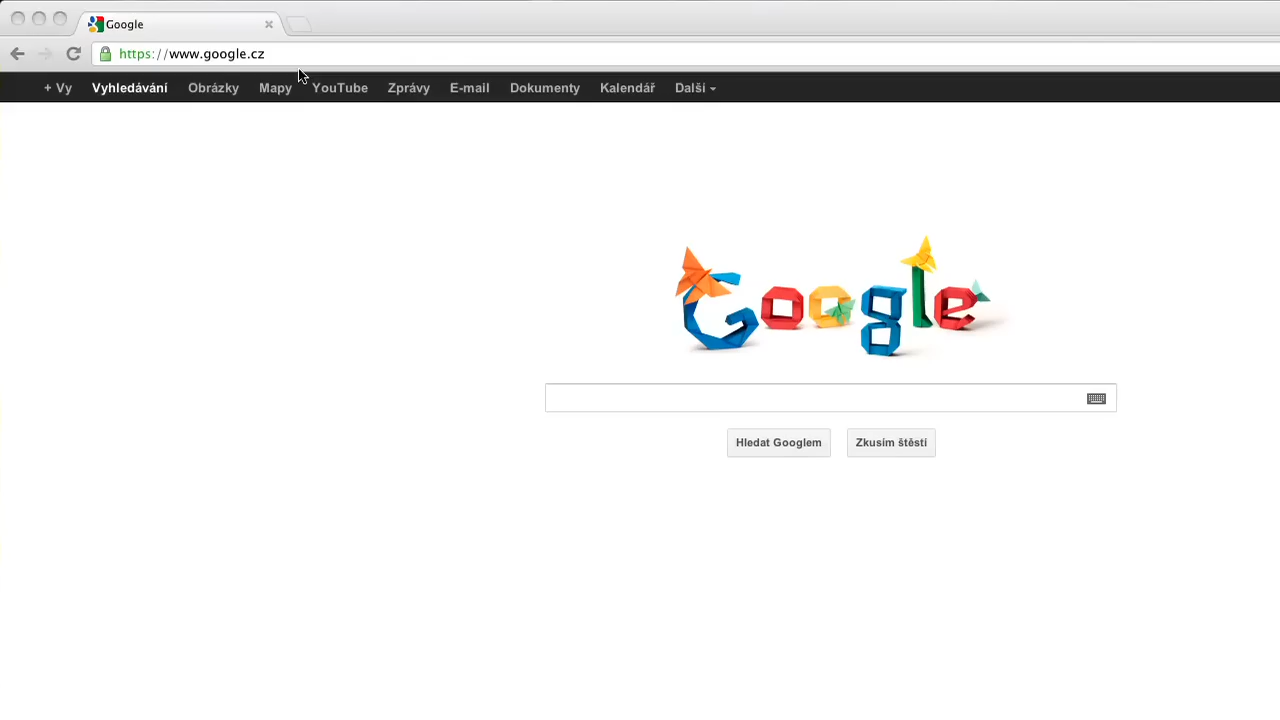 Google
https://www.google.cz
+ Vy Vyhledávání Obrázky Mapy YouTube Zprávy E-mail Dokumenty Kalendář Další
Google
Hledat Googlem Zkusím štěstí